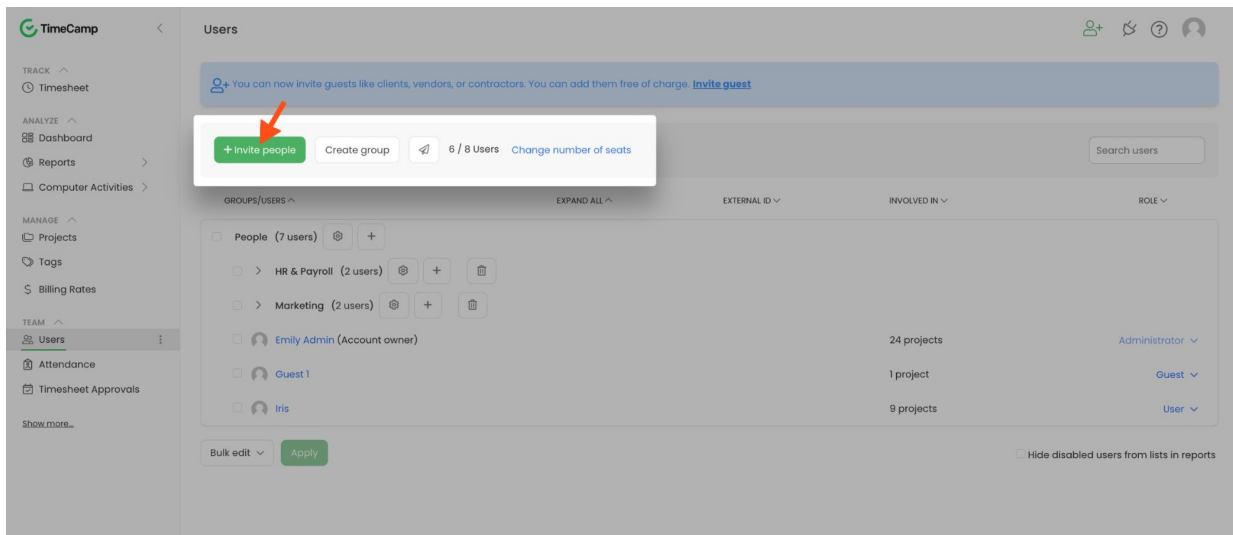 TimeCamp
Users
TRACK
Timesheet
ANALYZE
Dashboard
Reports
Computer Activities
MANAGE
Projects
Tags
$ Billing Rates
TEAM
Users
Attendance
Timesheet Approvals
Show more...
You can now invite guests like clients, vendors, or contractors. You can add them free of charge. Invite guest
+ Invite people Create group 6 / 8 Users Change number of seats Search users
GROUPS/USERS EXPAND ALL EXTERNAL ID INVOLVED IN ROLE
People (7 users) +
HR & Payroll (2 users) +
Marketing (2 users) +
Emily Admin (Account owner) 24 projects Administrator
Guest 1 1 project Guest
Iris 9 projects User
Bulk edit Apply Hide disabled users from lists in reports